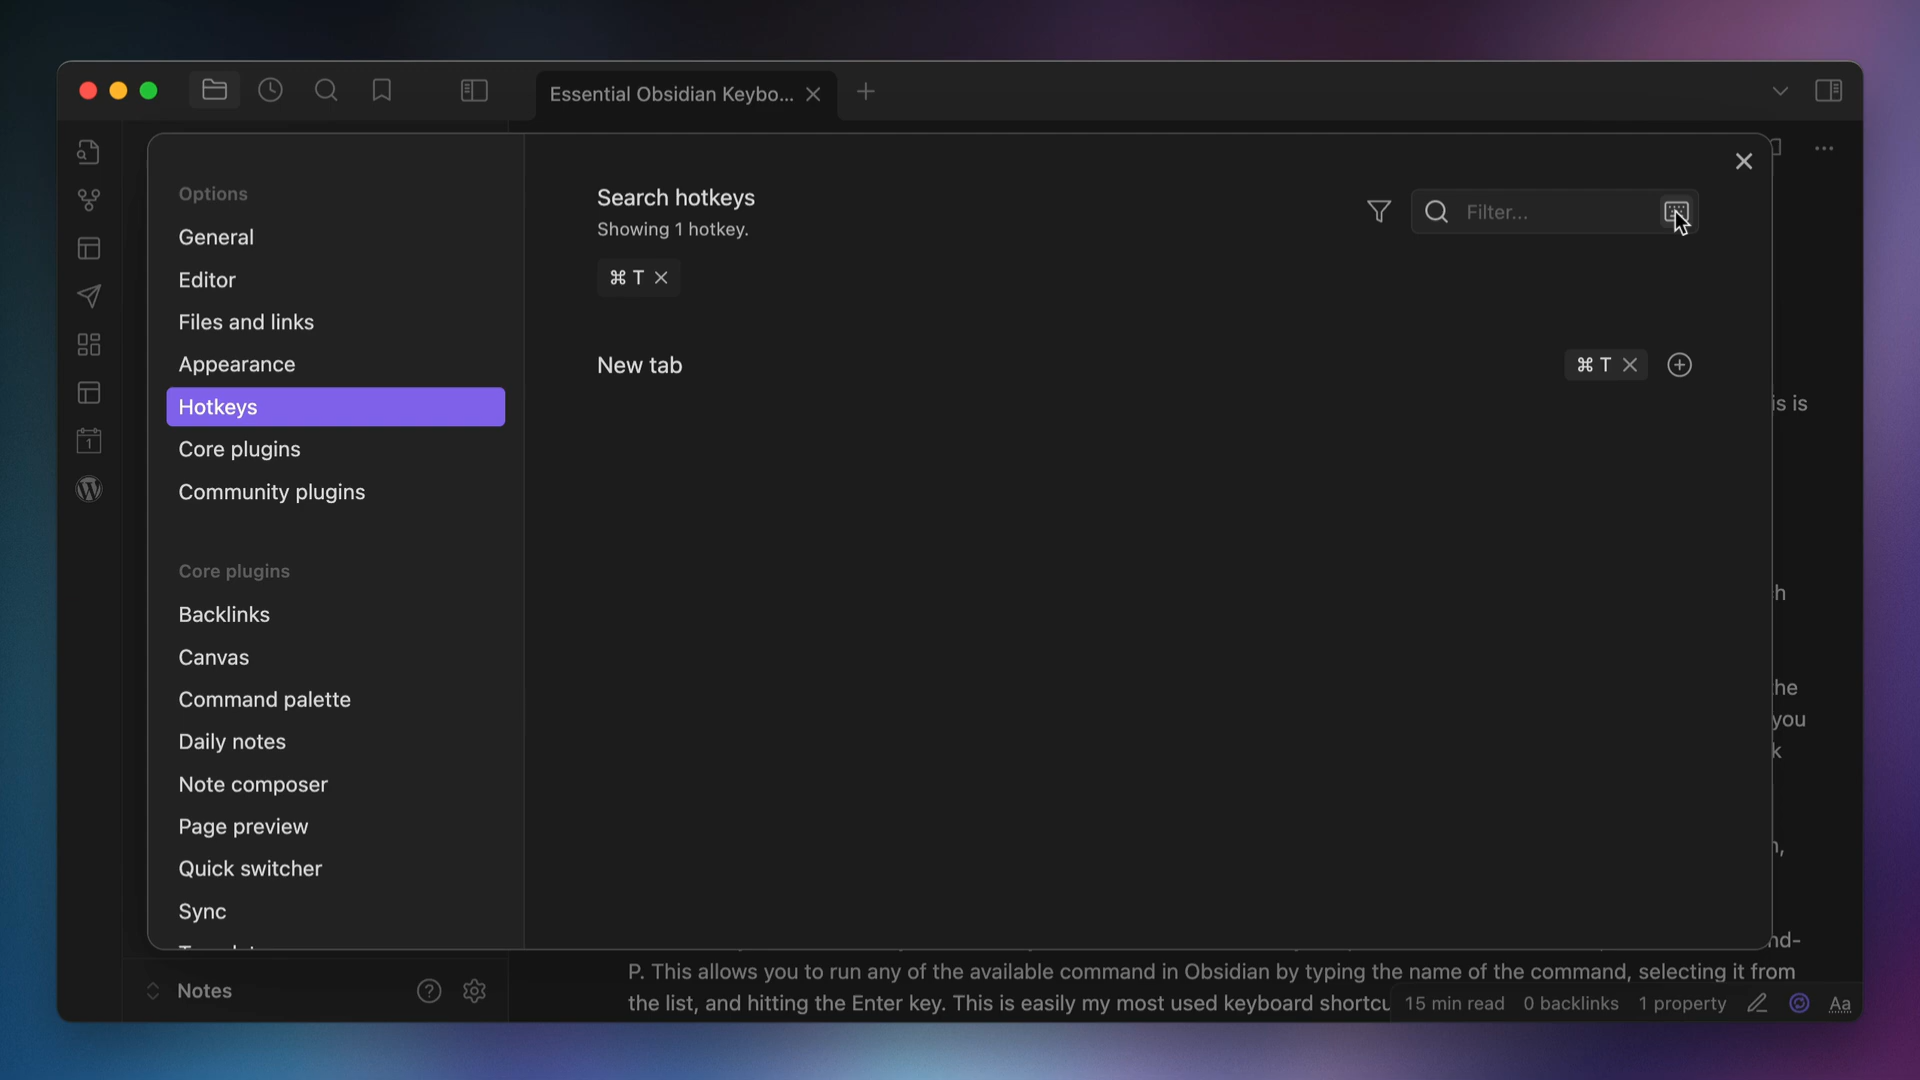 Essential Obsidian Keybo...
Options
General
Editor
Files and links
Appearance
Hotkeys
Core plugins
Community plugins
Core plugins
Backlinks
Canvas
Command palette
Daily notes
Note composer
Page preview
Quick switcher
Sync
Search hotkeys
Showing 1 hotkey.
Filter...
⌘ T
New tab
⌘ T
1
is is
he
you
k
nd-
P. This allows you to run any of the available command in Obsidian by typing the name of the command, selecting it from
the list, and hitting the Enter key. This is easily my most used keyboard shortcu
Notes
15 min read 0 backlinks 1 property Aa